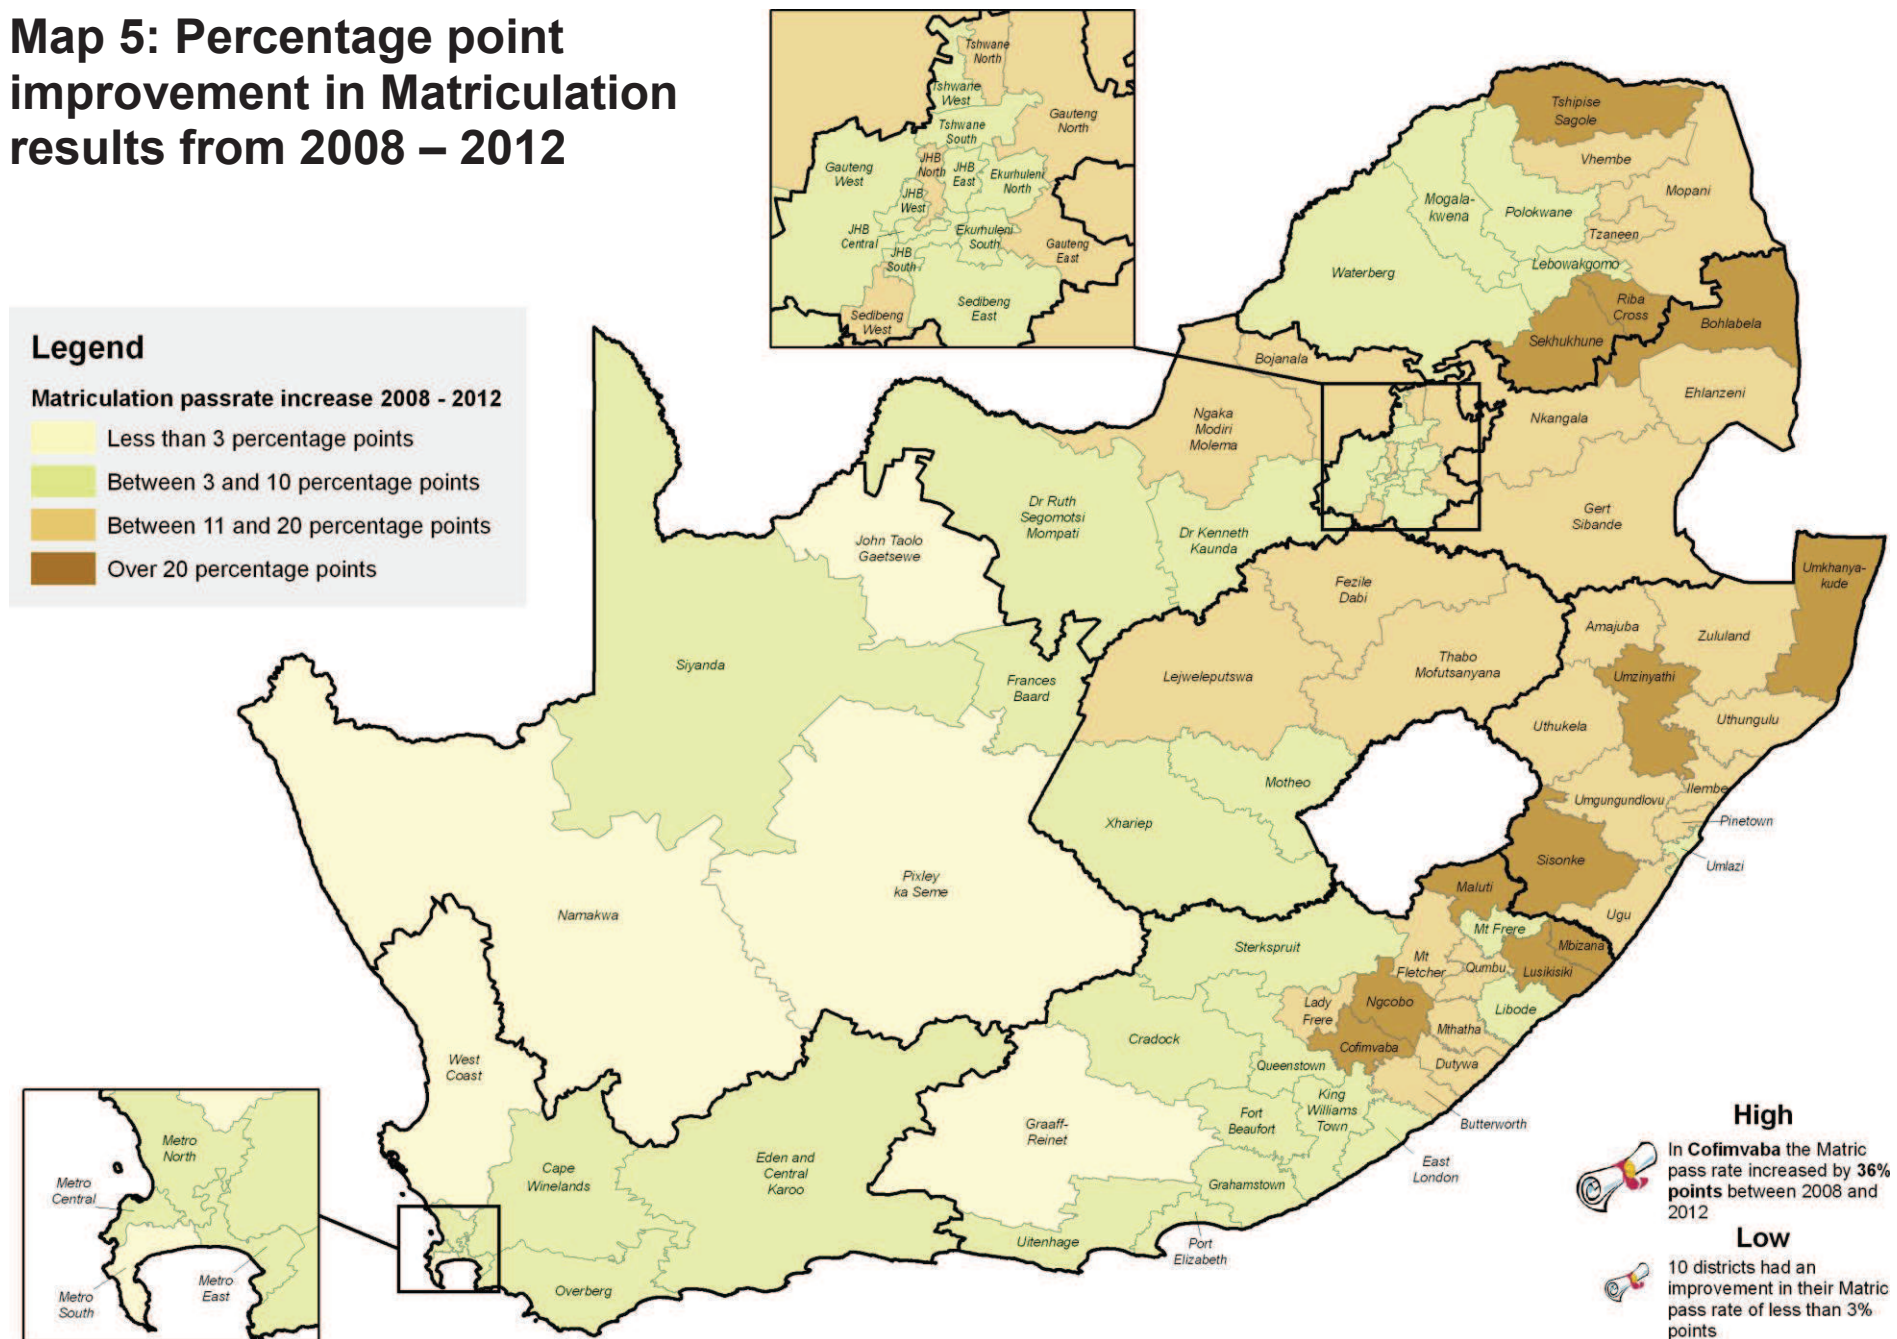 Map 5: Percentage point
improvement in Matriculation
results from 2008 – 2012
Legend
Matriculation passrate increase 2008 - 2012
Less than 3 percentage points
Between 3 and 10 percentage points
Between 11 and 20 percentage points
Over 20 percentage points
Tshwane
North
Tshwane
West
Gauteng
North
Tshwane
South
Gauteng
West
JHB
North
JHB
East
Ekurhuleni
North
JHB
West
JHB
Central
Ekurhuleni
South
Gauteng
East
JHB
South
Sedibeng
East
Sedibeng
West
Tshipise
Sagole
Vhembe
Mopani
Mogala-
kwena
Polokwane
Tzaneen
Lebowakgomo
Waterberg
Riba
Cross
Bohlabela
Sekhukhune
Bojanala
Ehlanzeni
Ngaka
Modiri
Molema
Nkangala
Dr Ruth
Segomotsi
Mompati
Gert
Sibande
John Taolo
Gaetsewe
Dr Kenneth
Kaunda
Fezile
Dabi
Umkhanya-
kude
Amajuba
Zululand
Siyanda
Frances
Baard
Lejweleputswa
Thabo
Mofutsanyana
Umzinyathi
Uthukela
Uthungulu
Motheo
Ilembe
Umgungundlovu
Pinetown
Xhariep
Umlazi
Sisonke
Pixley
ka Seme
Maluti
Namakwa
Ugu
Mt Frere
Mbizana
Sterkspruit
Mt
Fletcher
Qumbu
Lusikisiki
Lady
Frere
Ngcobo
Libode
Mthatha
Cradock
Cofimvaba
West
Coast
Queenstown
Dutywa
King
Williams
Town
Fort
Beaufort
Butterworth
Graaff-
Reinet
East
London
Eden and
Central
Karoo
Cape
Winelands
Grahamstown
Uitenhage
Port
Elizabeth
Overberg
Metro
North
Metro
Central
Metro
East
Metro
South
High
In Cofimvaba the Matric
pass rate increased by 36%
points between 2008 and
2012
Low
10 districts had an
improvement in their Matric
pass rate of less than 3%
points